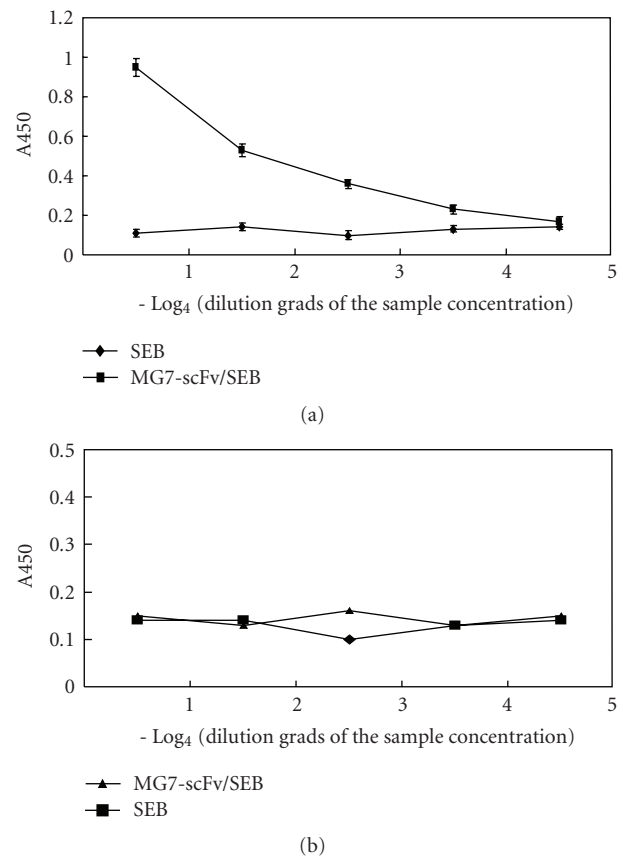 1.2
1
0.8
0.6
0.4
0.2
0
A450
1 2 3 4 5
- Log₄ (dilution grads of the sample concentration)
SEB
MG7-scFv/SEB
(a)
0.5
0.4
0.3
0.2
0.1
0
A450
1 2 3 4 5
- Log₄ (dilution grads of the sample concentration)
MG7-scFv/SEB
SEB
(b)